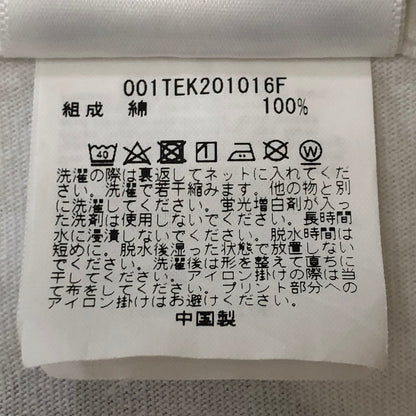 001TEK201016F
組成 綿 100%
40
W
洗濯の際は裏返してネットに入れてくだ
さい。洗濯で若干縮みます。他の物と別
に洗濯してください。蛍光増白剤が入っ
た洗剤は使用しないでください。長時間
水に浸漬しないでください。脱水時間は
短めに。脱水後湿った状態で放置しない
でください。洗濯後は形を整えて直ちに
干してください。アイロン掛けの際は当
て布をしてください。プリント部分への
アイロン掛けはお避けください。
中国製